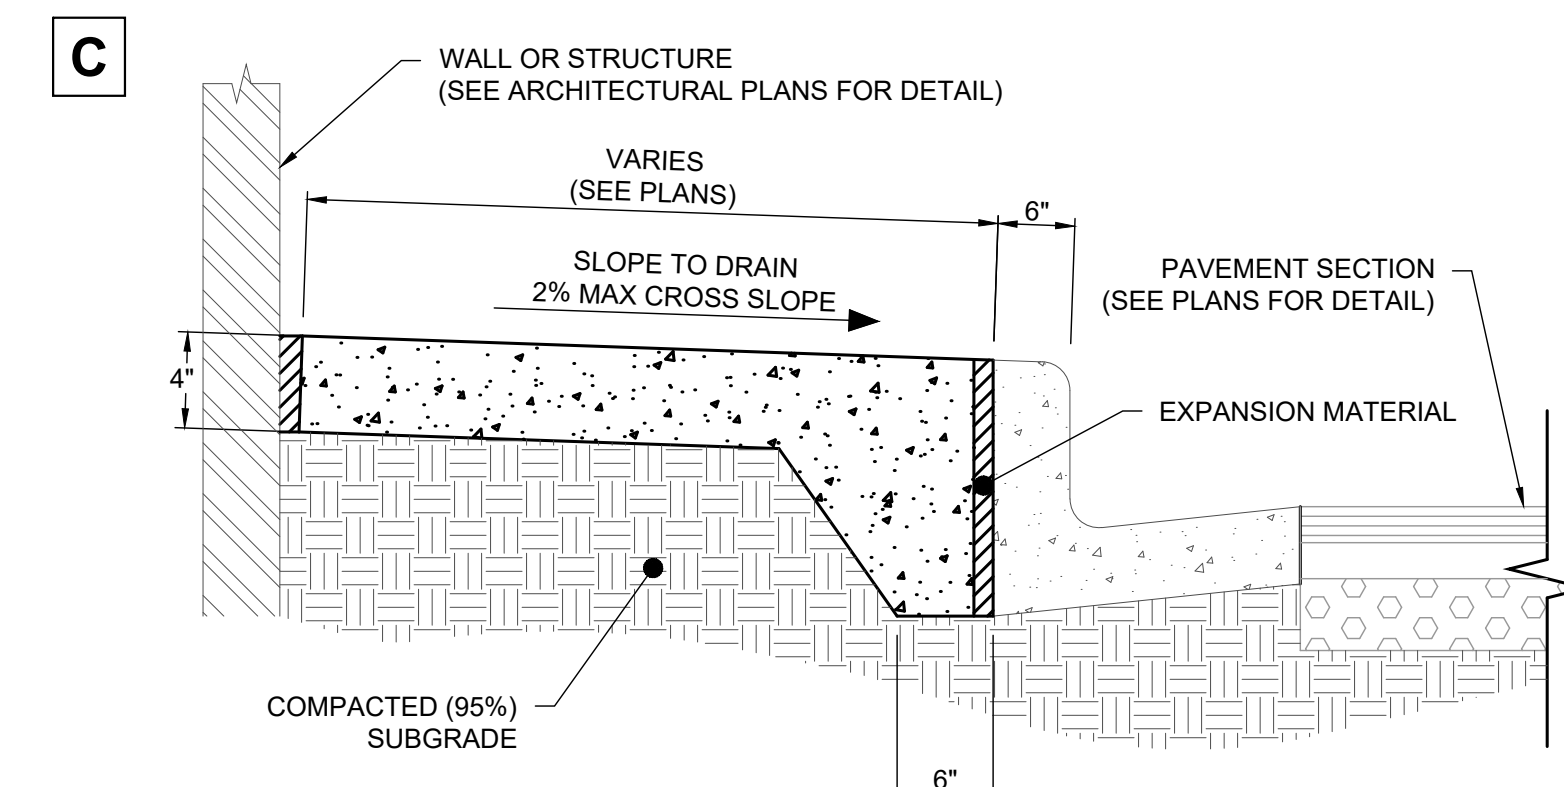 C
WALL OR STRUCTURE
(SEE ARCHITECTURAL PLANS FOR DETAIL)
VARIES
(SEE PLANS)
6"
SLOPE TO DRAIN
2% MAX CROSS SLOPE
PAVEMENT SECTION
(SEE PLANS FOR DETAIL)
4"
EXPANSION MATERIAL
COMPACTED (95%)
SUBGRADE
6"